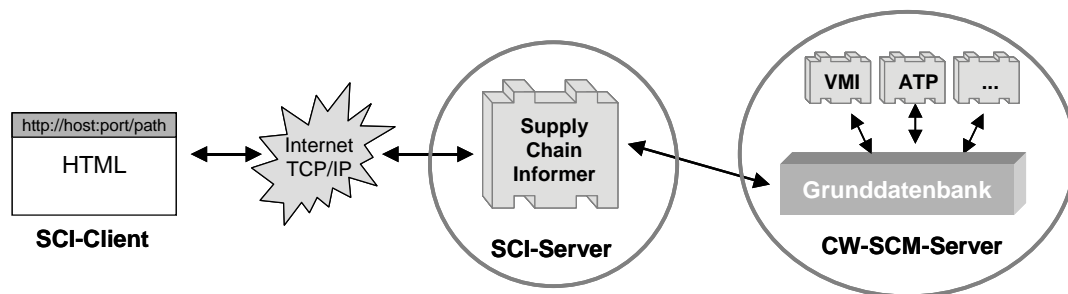 http://host:port/path
HTML
SCI-Client
Internet
TCP/IP
Supply
Chain
Informer
SCI-Server
VMI
ATP
...
Grunddatenbank
CW-SCM-Server